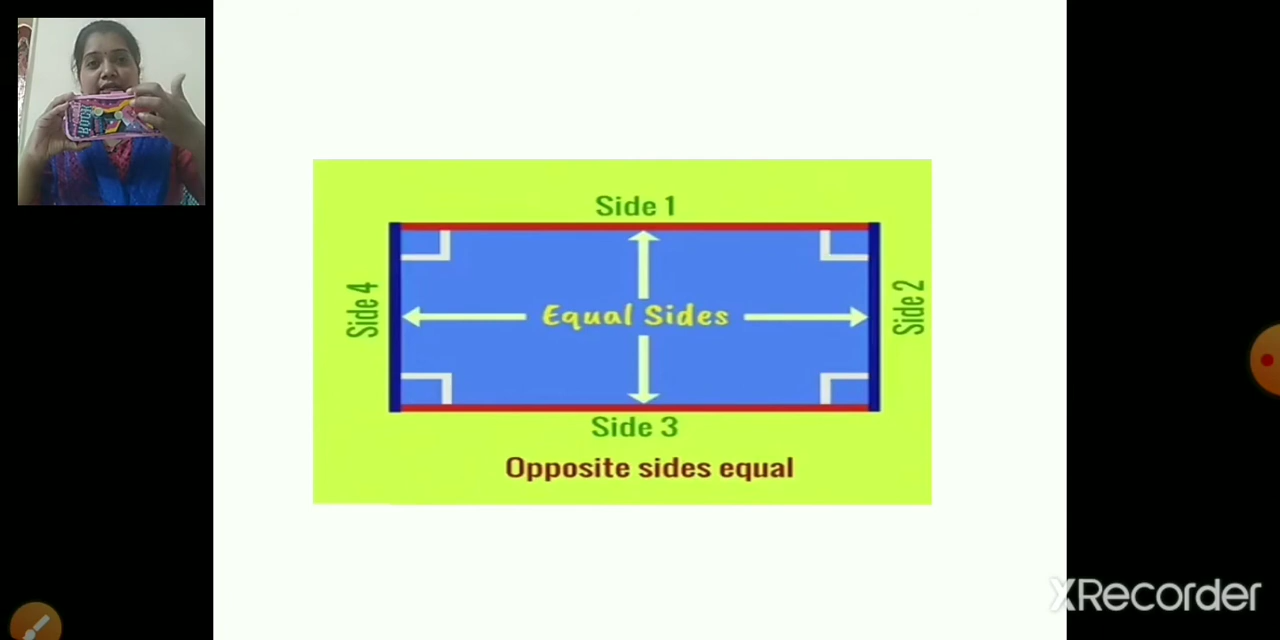 Side 1
Side 4
Equal Sides
Side 2
Side 3
Opposite sides equal
XRecorder